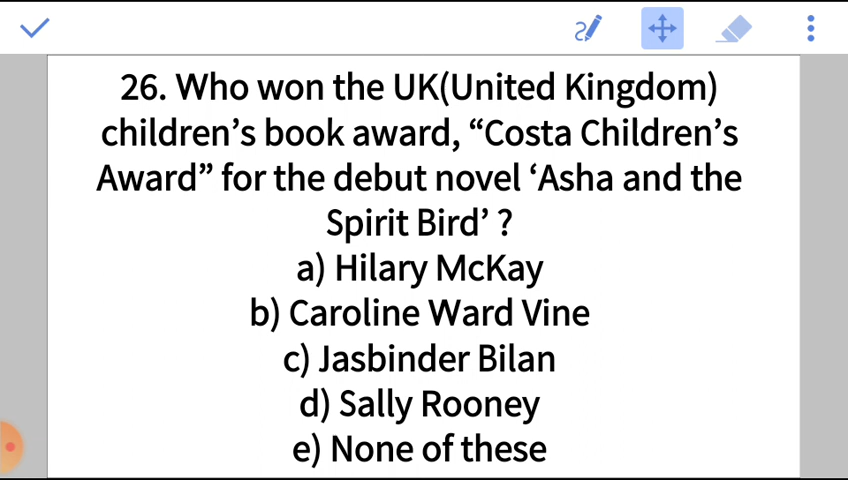 26. Who won the UK(United Kingdom)
children’s book award, “Costa Children’s
Award” for the debut novel ‘Asha and the
Spirit Bird’ ?
a) Hilary McKay
b) Caroline Ward Vine
c) Jasbinder Bilan
d) Sally Rooney
e) None of these